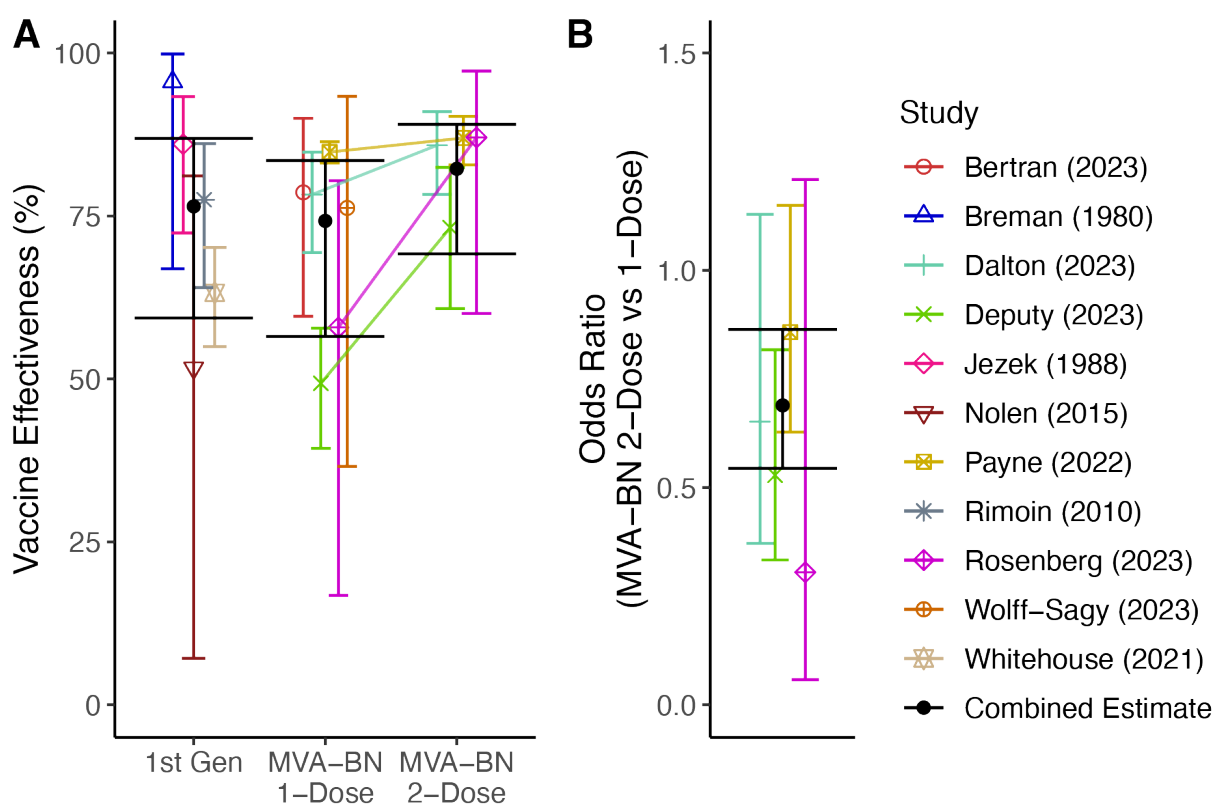 A
Vaccine Effectiveness (%)
100
75
50
25
0
1st Gen
MVA−BN
1−Dose
MVA−BN
2−Dose
B
Odds Ratio
(MVA−BN 2−Dose vs 1−Dose)
1.5
1.0
0.5
0.0
Study
Bertran (2023)
Breman (1980)
Dalton (2023)
Deputy (2023)
Jezek (1988)
Nolen (2015)
Payne (2022)
Rimoin (2010)
Rosenberg (2023)
Wolff−Sagy (2023)
Whitehouse (2021)
Combined Estimate